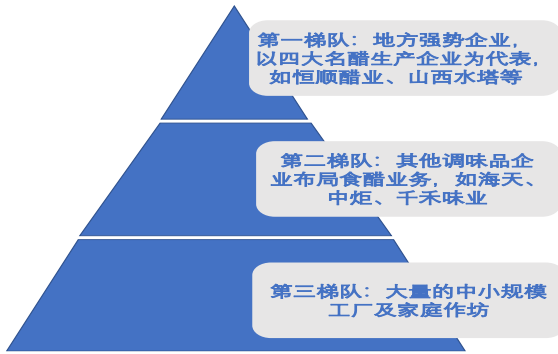 第一梯队：地方强势企业，
以四大名醋生产企业为代表，
如恒顺醋业、山西水塔等
第二梯队：其他调味品企
业布局食醋业务，如海天、
中炬、千禾味业
第三梯队：大量的中小规模
工厂及家庭作坊